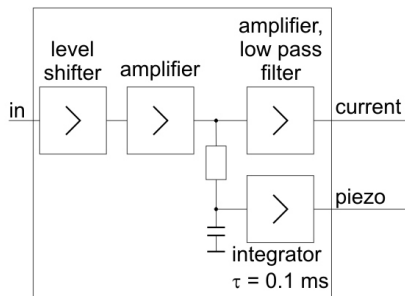 amplifier,
low pass
filter
level
shifter
amplifier
in
current
piezo
integrator
τ = 0.1 ms